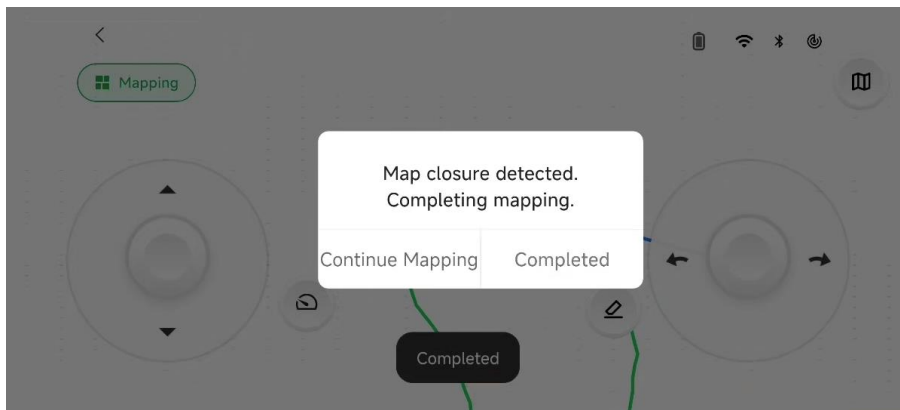 Mapping
Map closure detected.
Completing mapping.
Continue Mapping
Completed
Completed